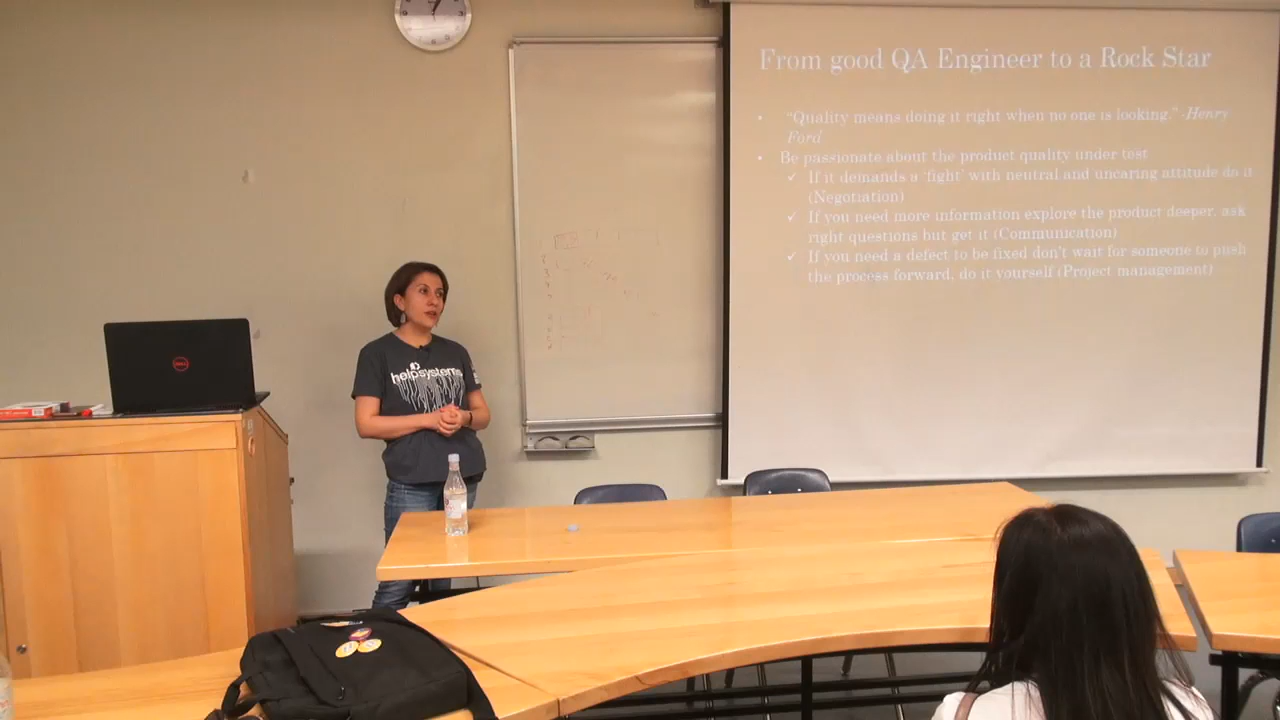 From good QA Engineer to a Rock Star
• "Quality means doing it right when no one is looking." -Henry
Ford
• Be passionate about the product quality under test
✓ If it demands a 'fight' with neutral and uncaring attitude do it
(Negotiation)
✓ If you need more information explore the product deeper, ask
right questions but get it (Communication)
✓ If you need a defect to be fixed don't wait for someone to push
the process forward, do it yourself (Project management)
helpsystems
DELL